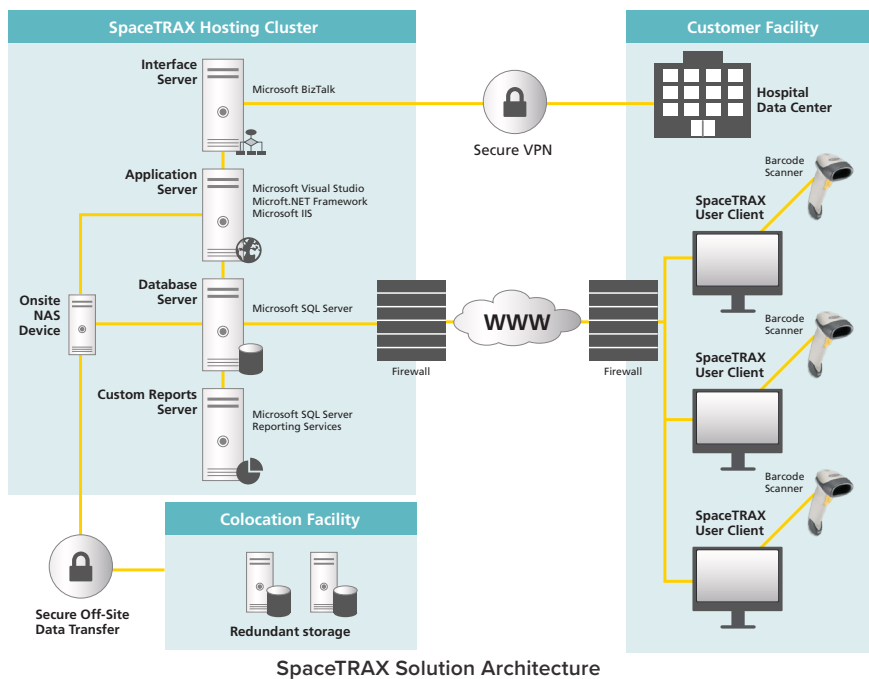 SpaceTRAX Hosting Cluster
Customer Facility
Interface
Server
Microsoft BizTalk
Secure VPN
Hospital
Data Center
Application
Server
Microsoft Visual Studio
Microft.NET Framework
Microsoft IIS
Barcode
Scanner
SpaceTRAX
User Client
Onsite
NAS
Device
Database
Server
Microsoft SQL Server
Firewall
WWW
Firewall
Barcode
Scanner
SpaceTRAX
User Client
Custom Reports
Server
Microsoft SQL Server
Reporting Services
Barcode
Scanner
SpaceTRAX
User Client
Colocation Facility
Secure Off-Site
Data Transfer
Redundant storage
SpaceTRAX Solution Architecture